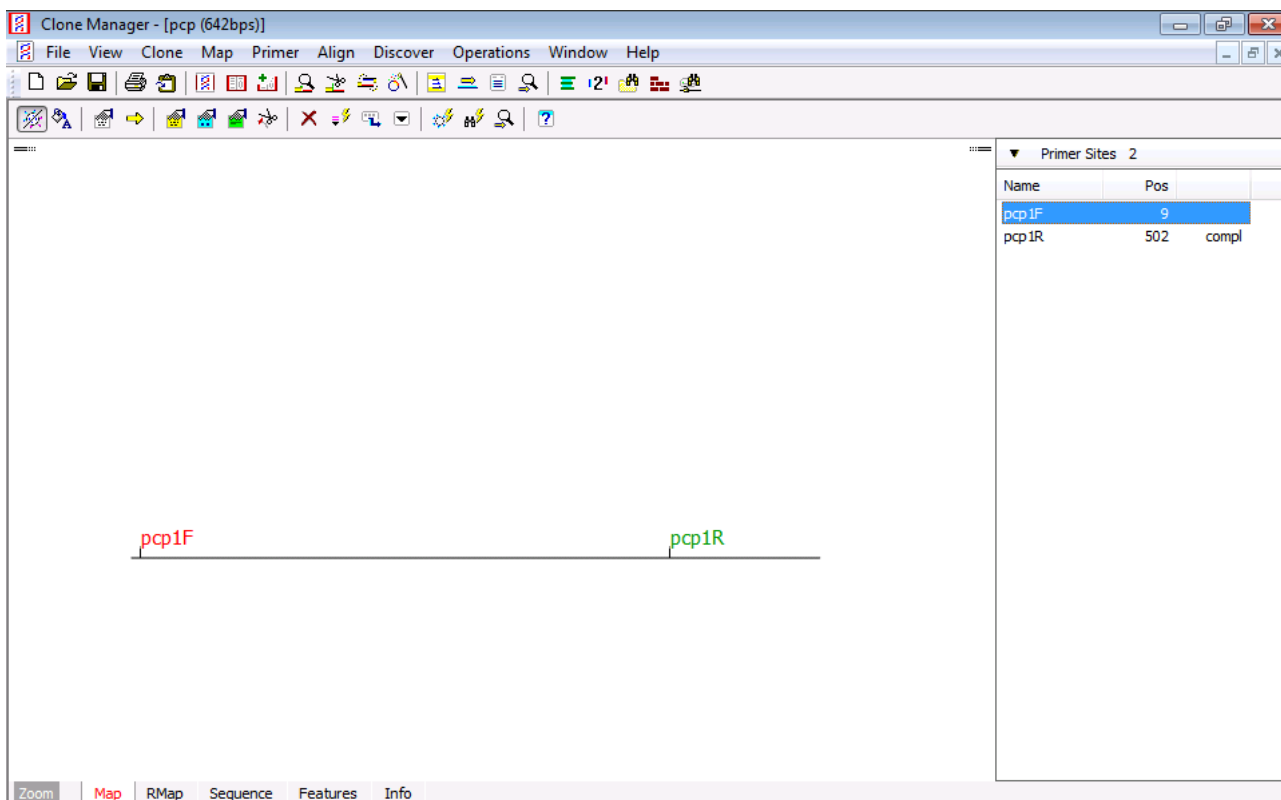 Clone Manager - [pcp (642bps)]
File View Clone Map Primer Align Discover Operations Window Help
Primer Sites 2
Name Pos
pcp1F 9
pcp1R 502 compl
pcp1F pcp1R
Zoom Map RMap Sequence Features Info